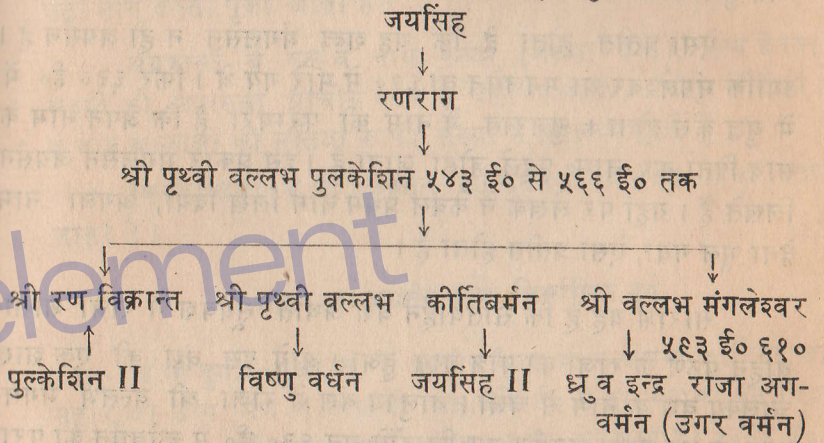 जयसिंह
रणराग
श्री पृथ्वी वल्लभ पुलकेशिन ५४३ ई० से ५६६ ई० तक
श्री रण विक्रान्त श्री पृथ्वी वल्लभ कीर्तिबर्मन श्री वल्लभ मंगलेश्वर
५९३ ई० ६१०
पुल्केशिन II विष्णु वर्धन जयसिंह II ध्रुव इन्द्र राजा अग-
वर्मन (उगर वर्मन)
element